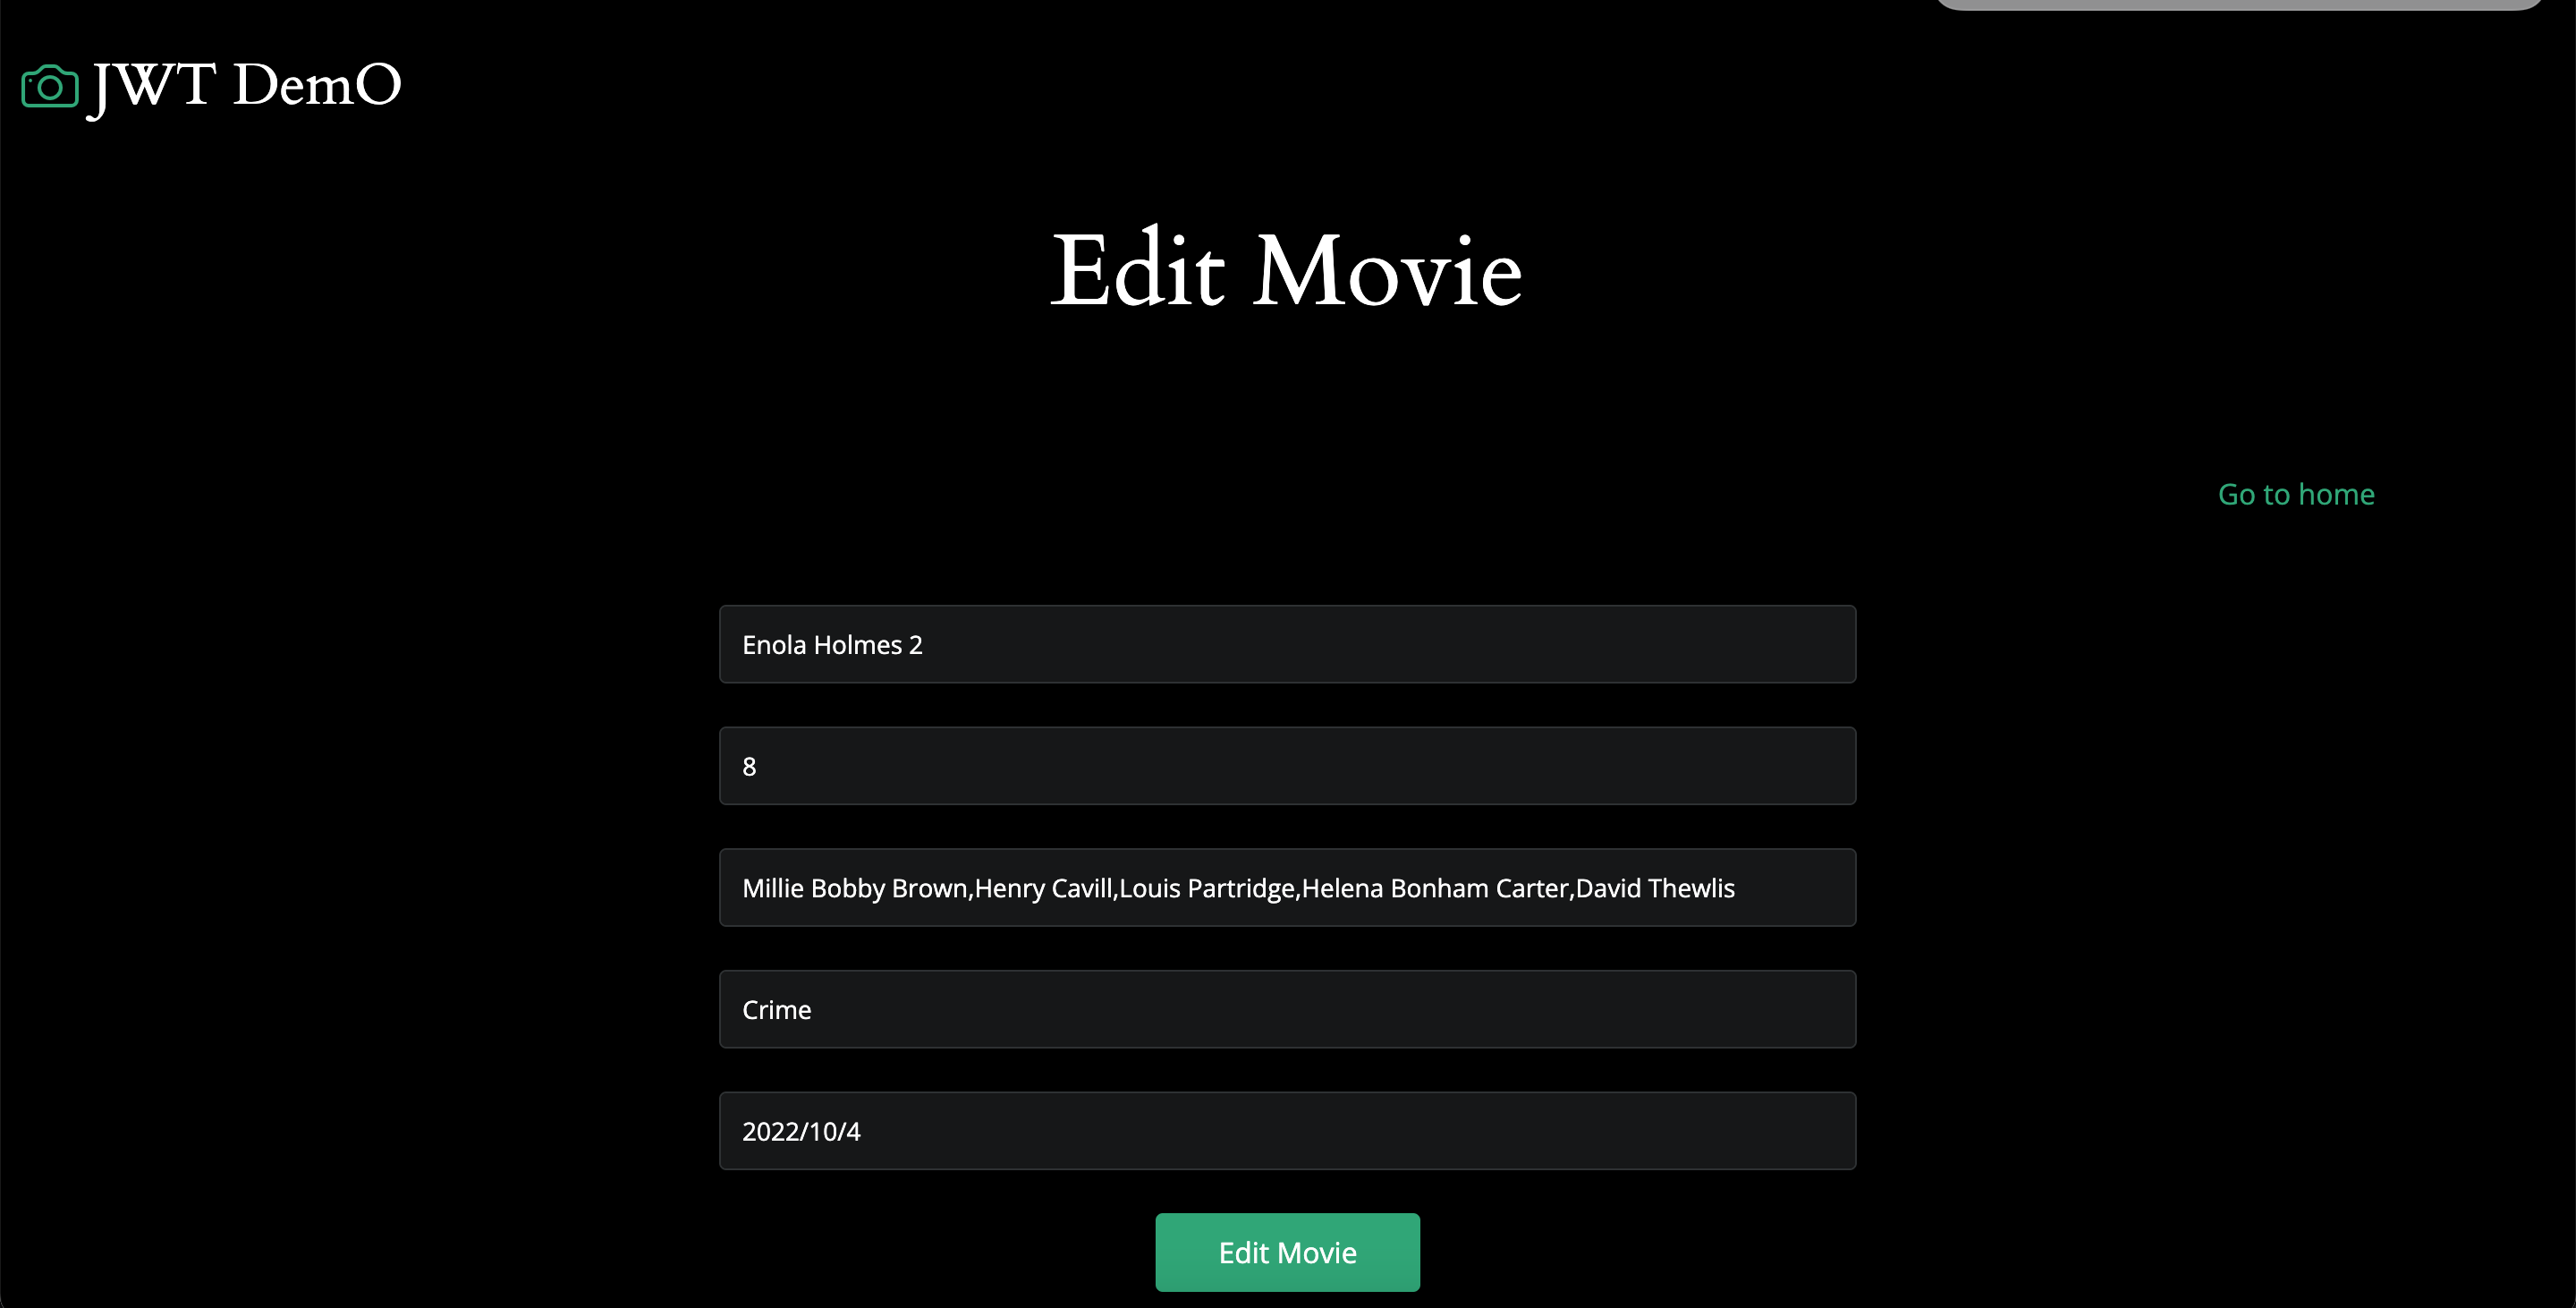 JWT DemO
Edit Movie
Go to home
Enola Holmes 2
8
Millie Bobby Brown,Henry Cavill,Louis Partridge,Helena Bonham Carter,David Thewlis
Crime
2022/10/4
Edit Movie